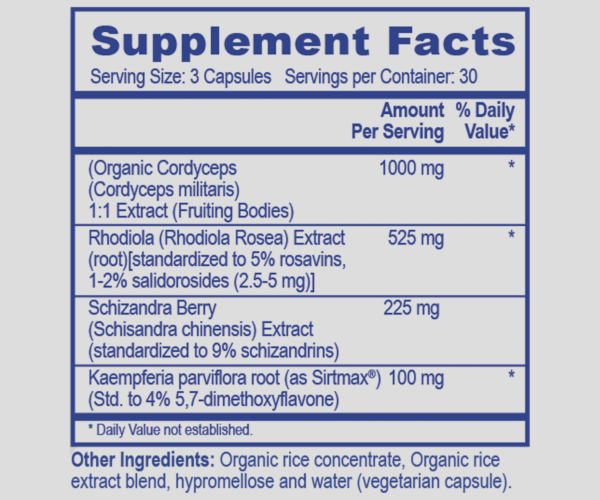 Supplement Facts
Serving Size: 3 Capsules Servings per Container: 30
Amount Per Serving % Daily Value*
(Organic Cordyceps 1000 mg *
(Cordyceps militaris)
1:1 Extract (Fruiting Bodies)
Rhodiola (Rhodiola Rosea) Extract 525 mg *
(root)[standardized to 5% rosavins,
1-2% salidorosides (2.5-5 mg)]
Schizandra Berry 225 mg
(Schisandra chinensis) Extract
(standardized to 9% schizandrins)
Kaempferia parviflora root (as Sirtmax®) 100 mg *
(Std. to 4% 5,7-dimethoxyflavone)
* Daily Value not established.
Other Ingredients: Organic rice concentrate, Organic rice
extract blend, hypromellose and water (vegetarian capsule).